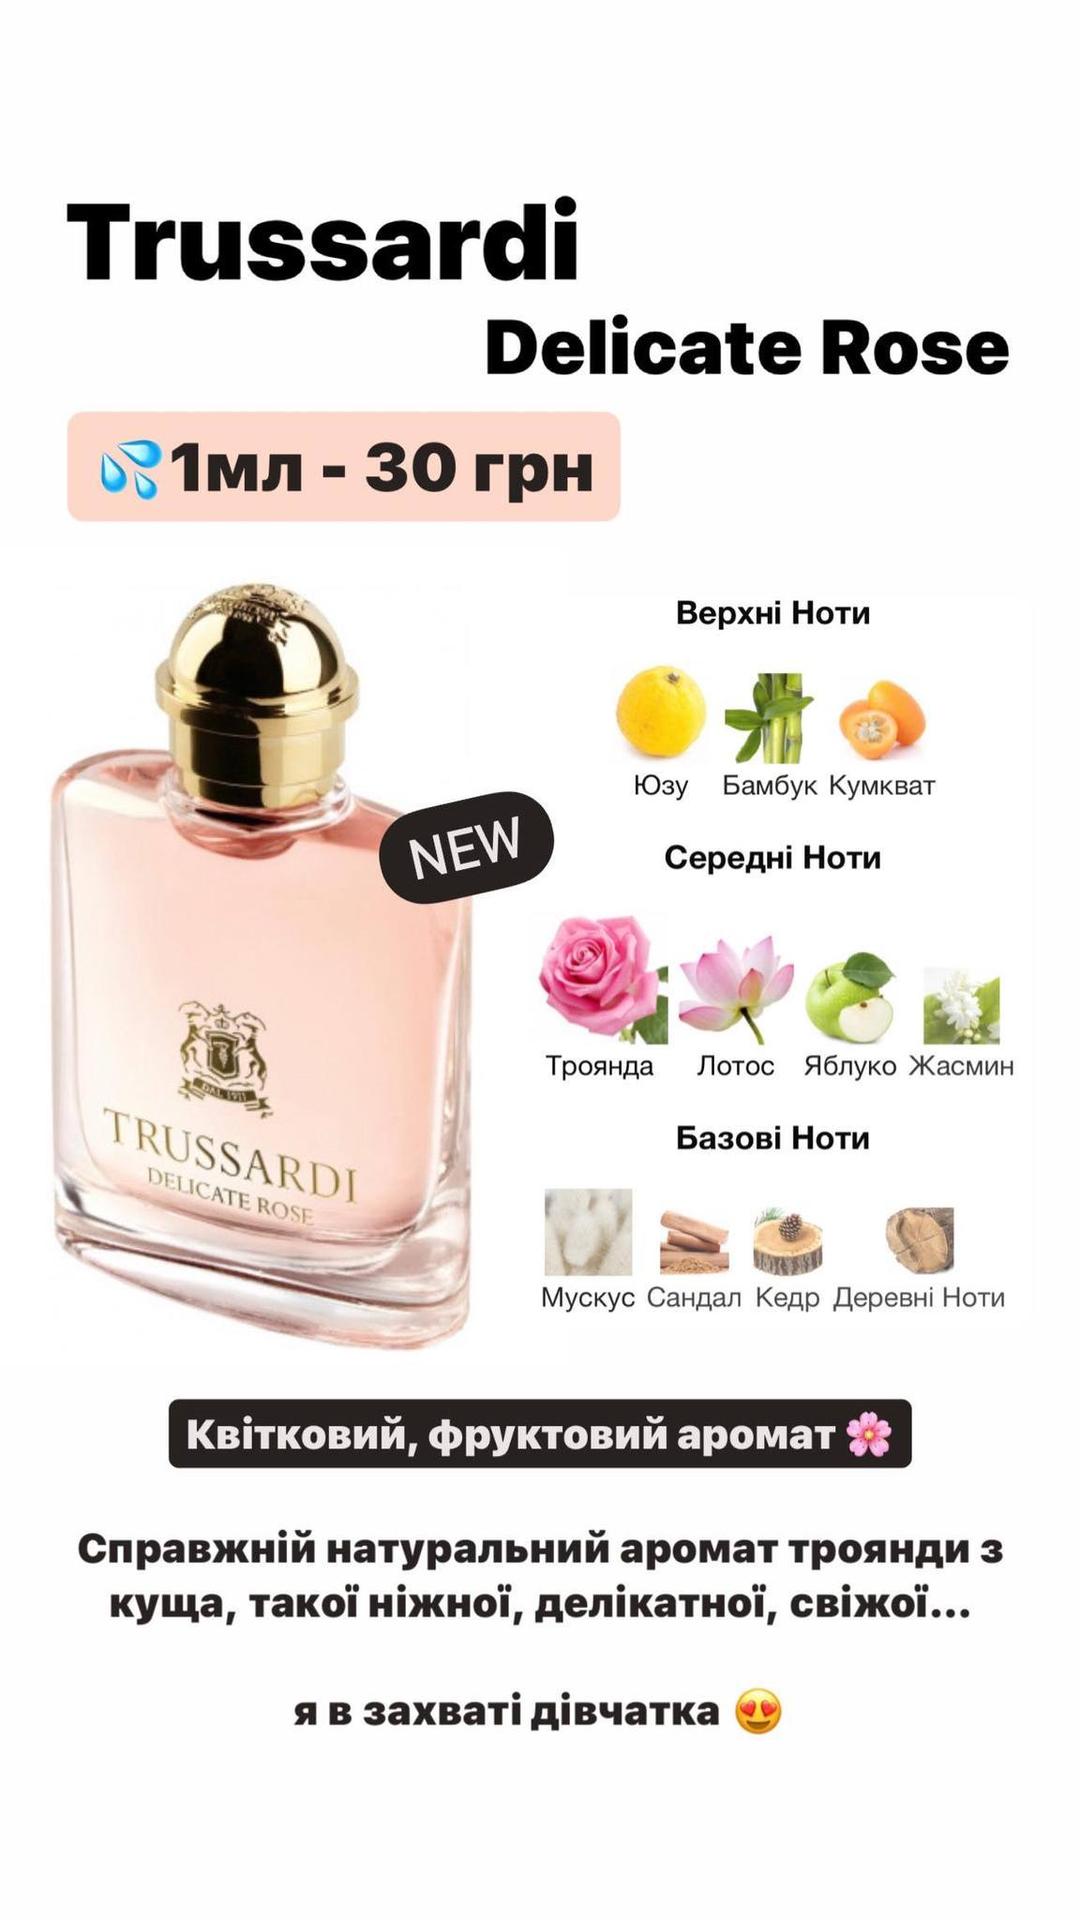 Trussardi
Delicate Rose
💦1мл - 30 грн
Верхні Ноти
Юзу Бамбук Кумкват
NEW
Середні Ноти
Троянда Лотос Яблуко Жасмин
DAL 1911
TRUSSARDI
DELICATE ROSE
Базові Ноти
Мускус Сандал Кедр Деревні Ноти
Квітковий, фруктовий аромат 🌸
Справжній натуральний аромат троянди з
куща, такої ніжної, делікатної, свіжої...
я в захваті дівчатка 😍